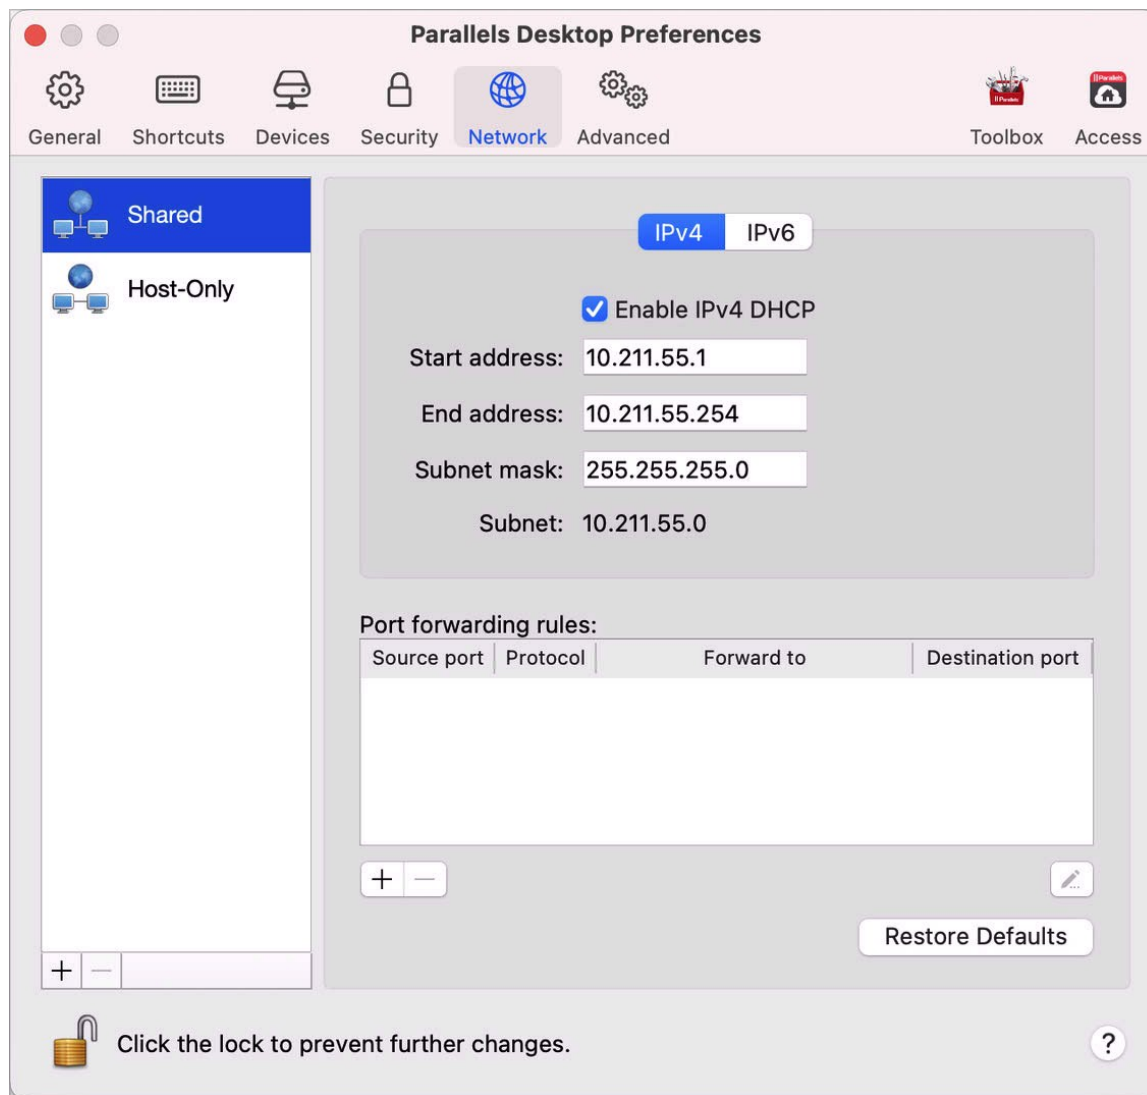 Parallels Desktop Preferences
General Shortcuts Devices Security Network Advanced Toolbox Access
|| Parallels
|| Parallels
Shared
Host-Only
IPv4 IPv6
Enable IPv4 DHCP
Start address: 10.211.55.1
End address: 10.211.55.254
Subnet mask: 255.255.255.0
Subnet: 10.211.55.0
Port forwarding rules:
Source port Protocol Forward to Destination port
+ −
Restore Defaults
+ −
Click the lock to prevent further changes.
?